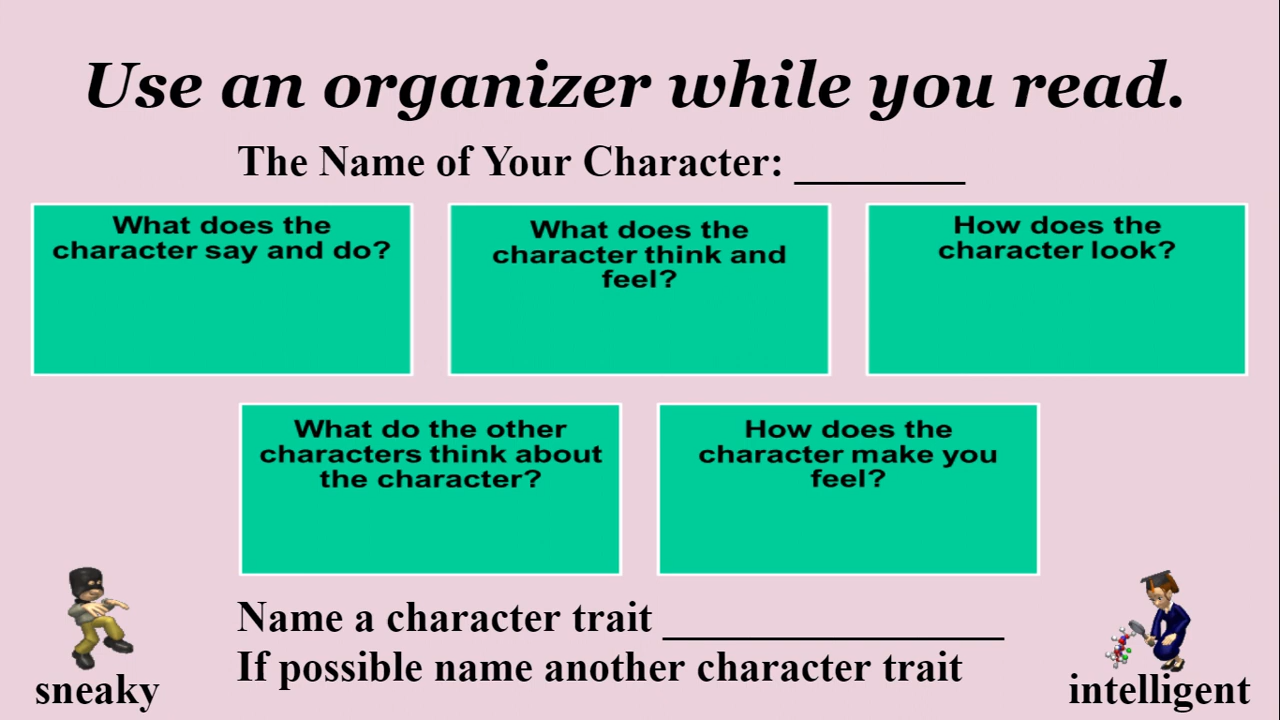 Use an organizer while you read.
The Name of Your Character: ________
What does the
character say and do?
What does the
character think and
feel?
How does the
character look?
What do the other
characters think about
the character?
How does the
character make you
feel?
Name a character trait ________________
If possible name another character trait
sneaky
intelligent